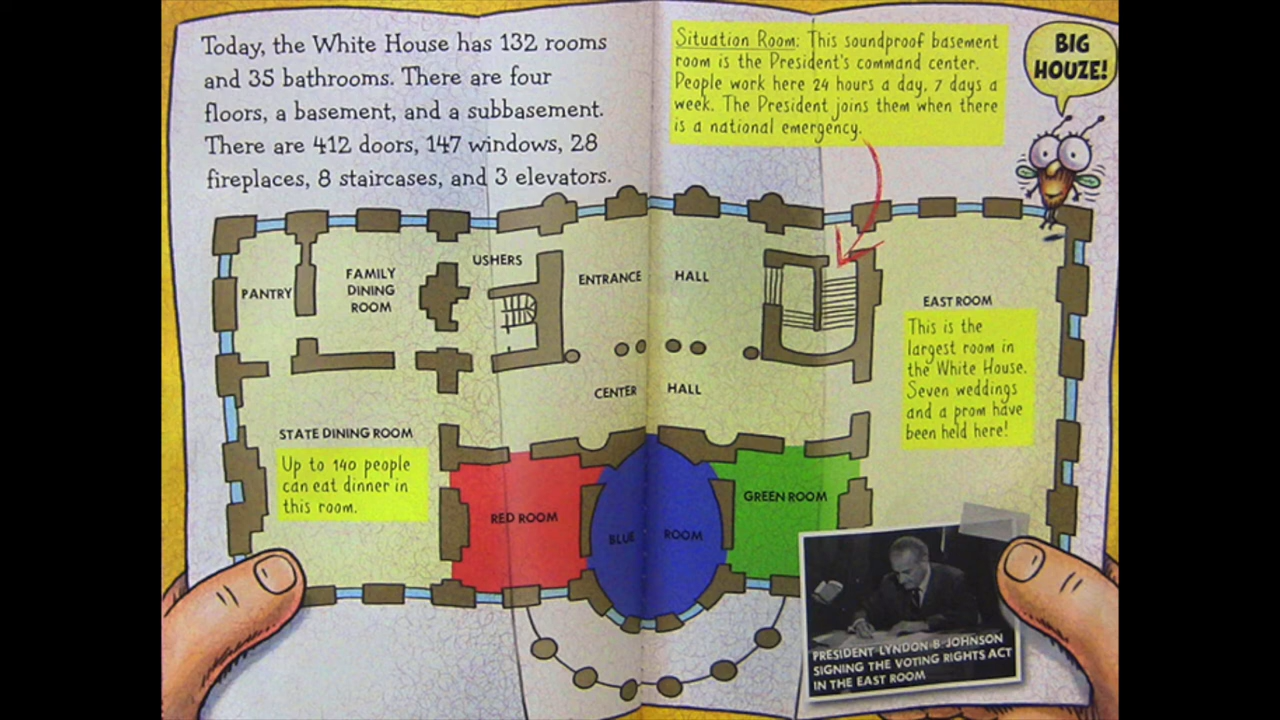 Today, the White House has 132 rooms
and 35 bathrooms. There are four
floors, a basement, and a subbasement.
There are 412 doors, 147 windows, 28
fireplaces, 8 staircases, and 3 elevators.
Situation Room: This soundproof basement
room is the President's command center.
People work here 24 hours a day, 7 days a
week. The President joins them when there
is a national emergency.
BIG
HOUZE!
PANTRY
FAMILY
DINING
ROOM
USHERS
ENTRANCE HALL
EAST ROOM
This is the
largest room in
the White House.
Seven weddings
and a prom have
been held here!
CENTER HALL
STATE DINING ROOM
Up to 140 people
can eat dinner in
this room.
RED ROOM
BLUE ROOM
GREEN ROOM
PRESIDENT LYNDON B JOHNSON
SIGNING THE VOTING RIGHTS ACT
IN THE EAST ROOM